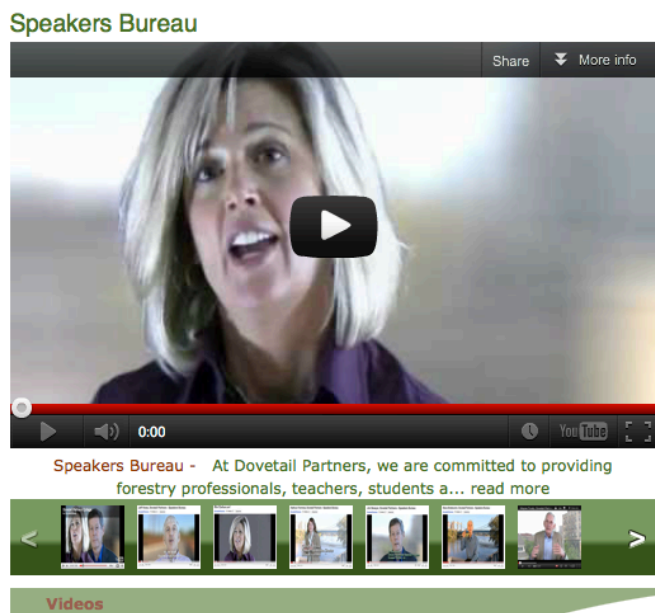 Speakers Bureau
Share More info
0:00 YouTube
Speakers Bureau - At Dovetail Partners, we are committed to providing
forestry professionals, teachers, students a... read more
< >
Videos